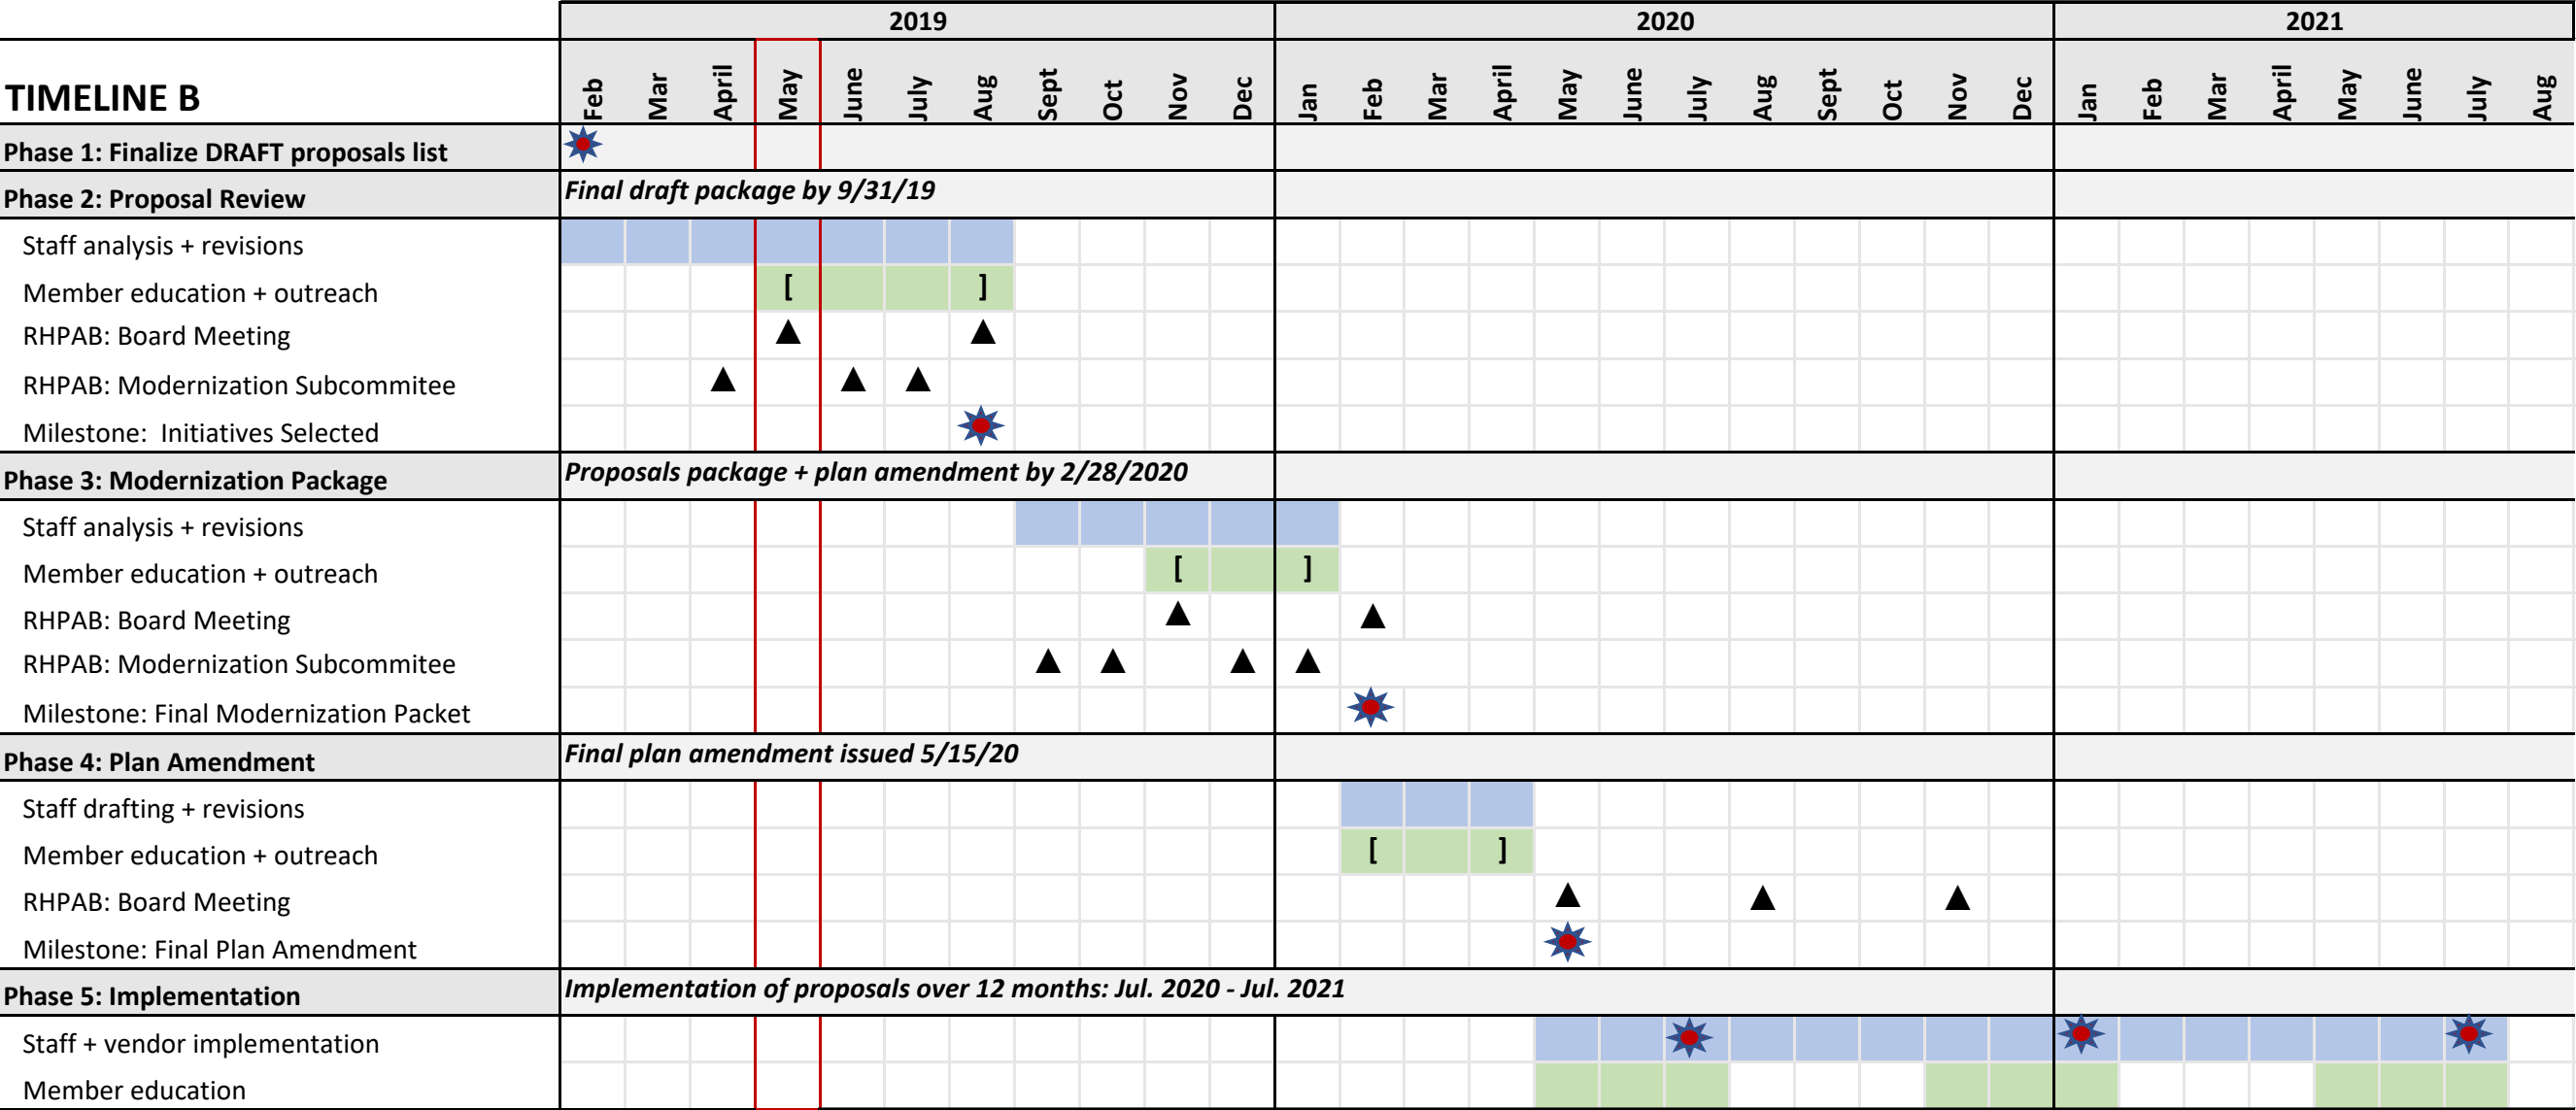 2019 2020 2021
TIMELINE B Feb Mar April May June July Aug Sept Oct Nov Dec Jan Feb Mar April May June July Aug Sept Oct Nov Dec Jan Feb Mar April May June July Aug
Phase 1: Finalize DRAFT proposals list
Phase 2: Proposal Review Final draft package by 9/31/19
Staff analysis + revisions
Member education + outreach [ ]
RHPAB: Board Meeting
RHPAB: Modernization Subcommitee
Milestone: Initiatives Selected
Phase 3: Modernization Package Proposals package + plan amendment by 2/28/2020
Staff analysis + revisions
Member education + outreach [ ]
RHPAB: Board Meeting
RHPAB: Modernization Subcommitee
Milestone: Final Modernization Packet
Phase 4: Plan Amendment Final plan amendment issued 5/15/20
Staff drafting + revisions
Member education + outreach [ ]
RHPAB: Board Meeting
Milestone: Final Plan Amendment
Phase 5: Implementation Implementation of proposals over 12 months: Jul. 2020 - Jul. 2021
Staff + vendor implementation
Member education